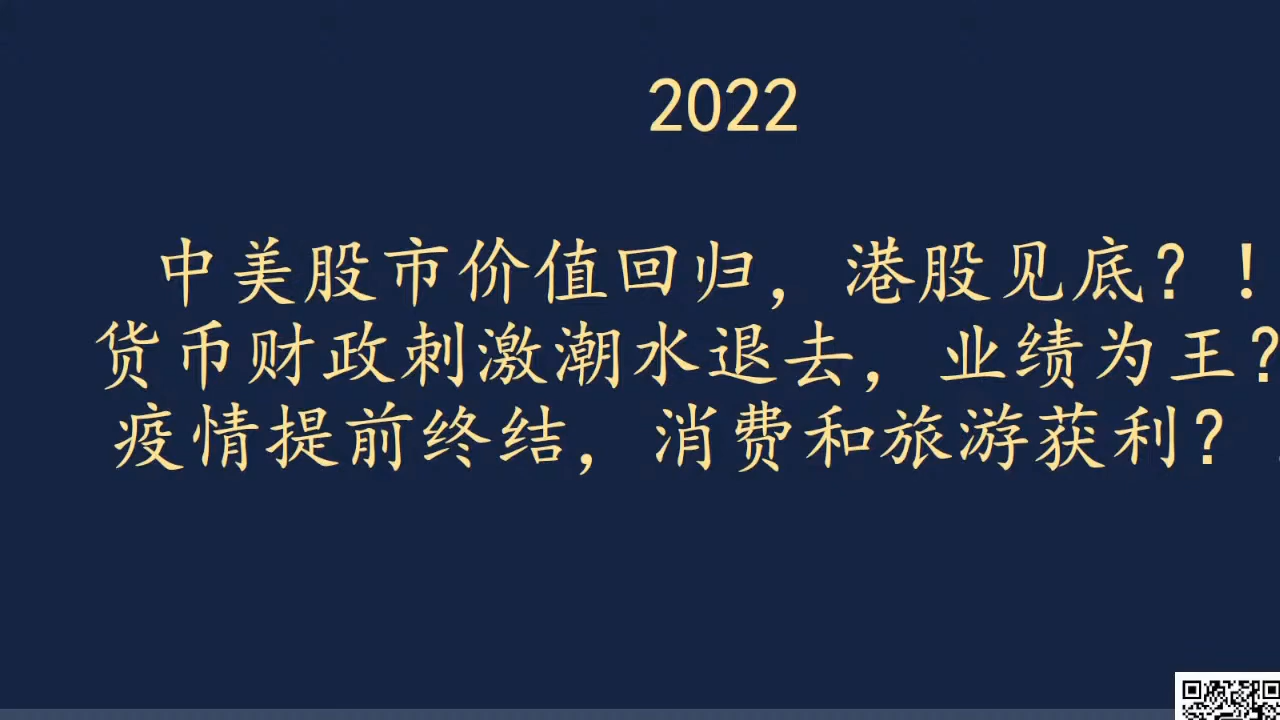 2022
中美股市价值回归，港股见底？！
货币财政刺激潮水退去，业绩为王？
疫情提前终结，消费和旅游获利？